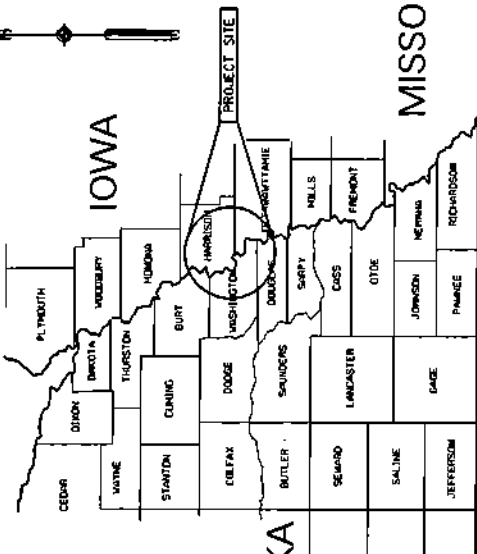 IOWA
MISSO
KA
PROJECT SITE
PLYMOUTH
WOODBURY
MONONA
HARRISON
POTTAWATTAMIE
MILLS
FREMONT
CEDAR
DIXON
DAKOTA
WAYNE
THURSTON
STANTON
CUMING
BURT
COLFAX
DODGE
WASHINGTON
DOUGLAS
BUTLER
SAUNDERS
SARPY
CASS
SEWARD
LANCASTER
OTOE
SALINE
GAGE
JOHNSON
NEMAHA
JEFFERSON
PAWNEE
RICHARDSON